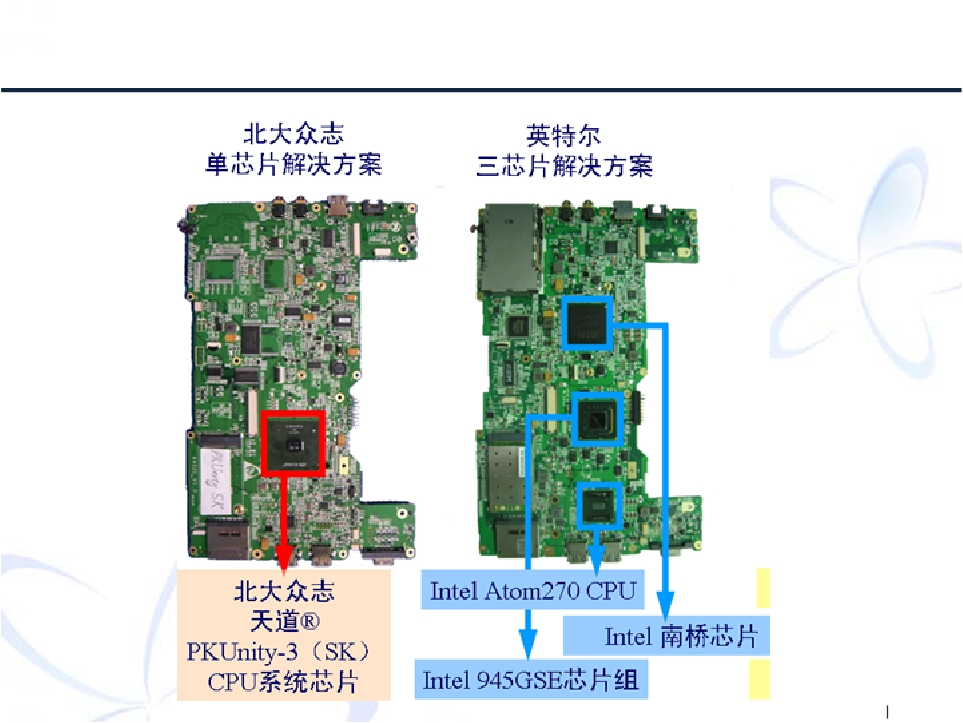 北大众志
单芯片解决方案
英特尔
三芯片解决方案
PKUnity SK
北大众志
天道®
PKUnity-3（SK）
CPU系统芯片
Intel Atom270 CPU
Intel 南桥芯片
Intel 945GSE芯片组